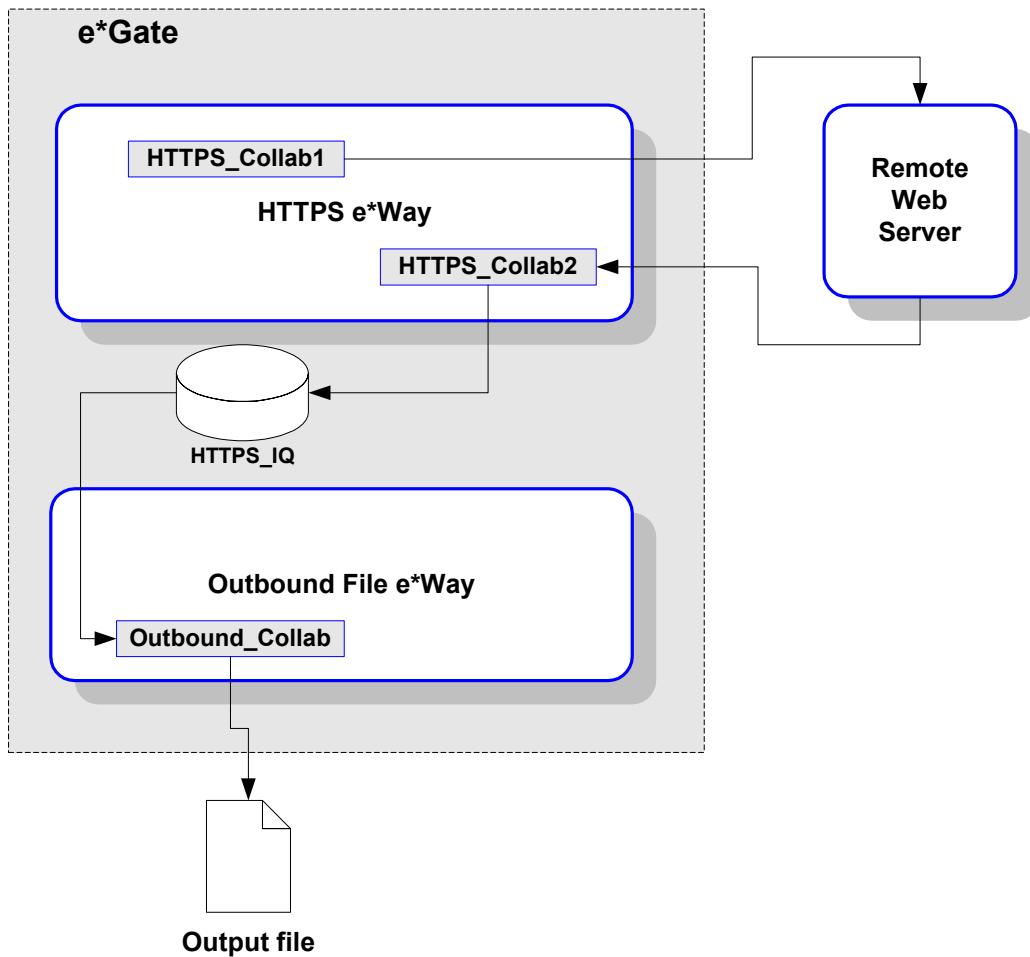 e*Gate
HTTPS_Collab1
HTTPS e*Way
HTTPS_Collab2
Remote
Web
Server
HTTPS_IQ
Outbound File e*Way
Outbound_Collab
Output file